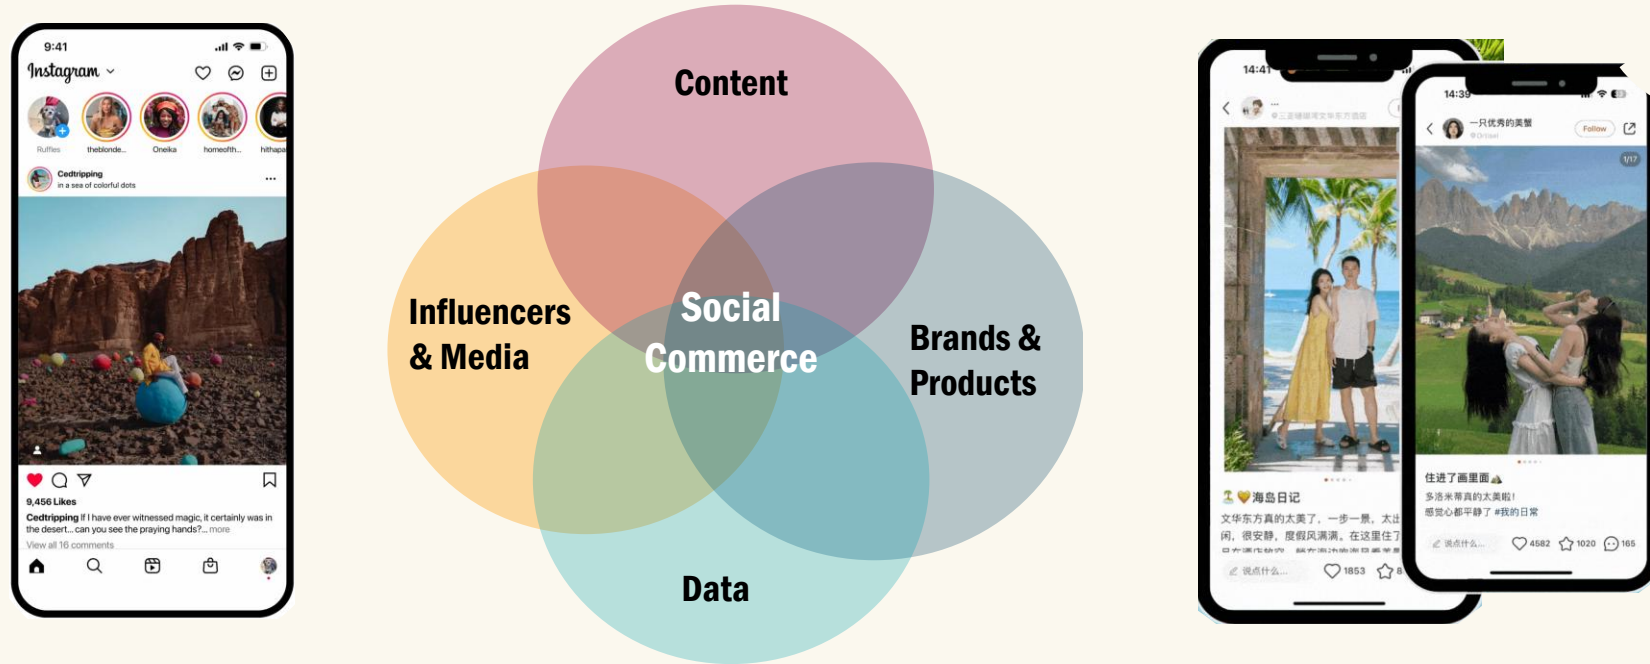 9:41
Instagram
Ruffles
theblonde...
Oneika
homeofth...
hithapa
Cedtripping
in a sea of colorful dots
9,456 Likes
Cedtripping If I have ever witnessed magic, it certainly was in
the desert... can you see the praying hands?... more
View all 16 comments
Content
Influencers
& Media
Social
Commerce
Brands &
Products
Data
14:41
...
海岛日记
文华东方真的太美了，一步一景，太出
闲，很安静，度假风满满。在这里住了
说点什么...
1853
8
14:39
一只优秀的美蟹
Follow
1/17
住进了画里面
多洛米蒂真的太美啦！
感觉心都平静了 #我的日常
说点什么...
4582
1020
165